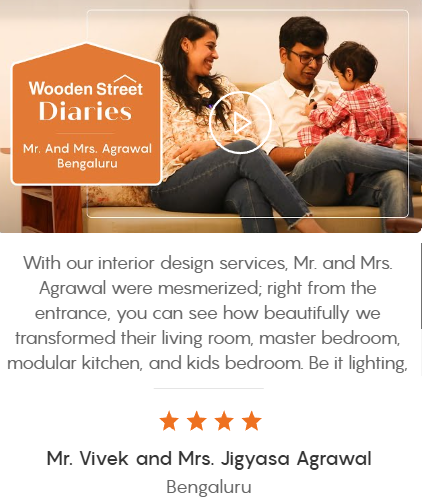 Wooden Street
Diaries
Mr. And Mrs. Agrawal
Bengaluru
With our interior design services, Mr. and Mrs.
Agrawal were mesmerized; right from the
entrance, you can see how beautifully we
transformed their living room, master bedroom,
modular kitchen, and kids bedroom. Be it lighting,
Mr. Vivek and Mrs. Jigyasa Agrawal
Bengaluru